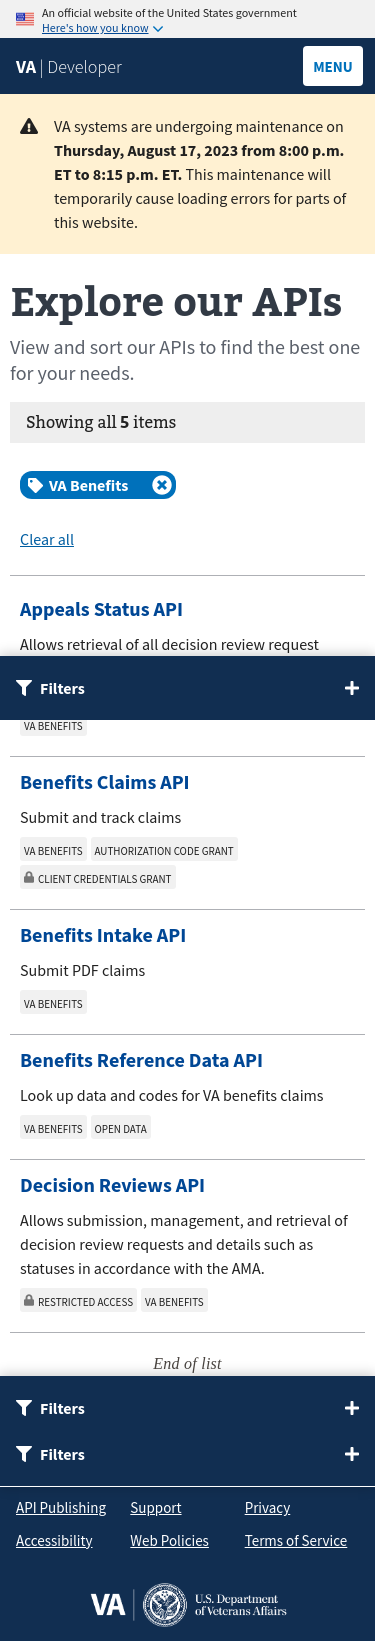 An official website of the United States government
Here's how you know
VA | Developer
MENU
VA systems are undergoing maintenance on
Thursday, August 17, 2023 from 8:00 p.m.
ET to 8:15 p.m. ET. This maintenance will
temporarily cause loading errors for parts of
this website.
Explore our APIs
View and sort our APIs to find the best one
for your needs.
Showing all 5 items
VA Benefits
Clear all
Appeals Status API
Allows retrieval of all decision review request
Filters
VA BENEFITS
Benefits Claims API
Submit and track claims
VA BENEFITS AUTHORIZATION CODE GRANT
CLIENT CREDENTIALS GRANT
Benefits Intake API
Submit PDF claims
VA BENEFITS
Benefits Reference Data API
Look up data and codes for VA benefits claims
VA BENEFITS OPEN DATA
Decision Reviews API
Allows submission, management, and retrieval of
decision review requests and details such as
statuses in accordance with the AMA.
RESTRICTED ACCESS VA BENEFITS
End of list
Filters
Filters
API Publishing Support Privacy
Accessibility Web Policies Terms of Service
VA U.S. Department
of Veterans Affairs